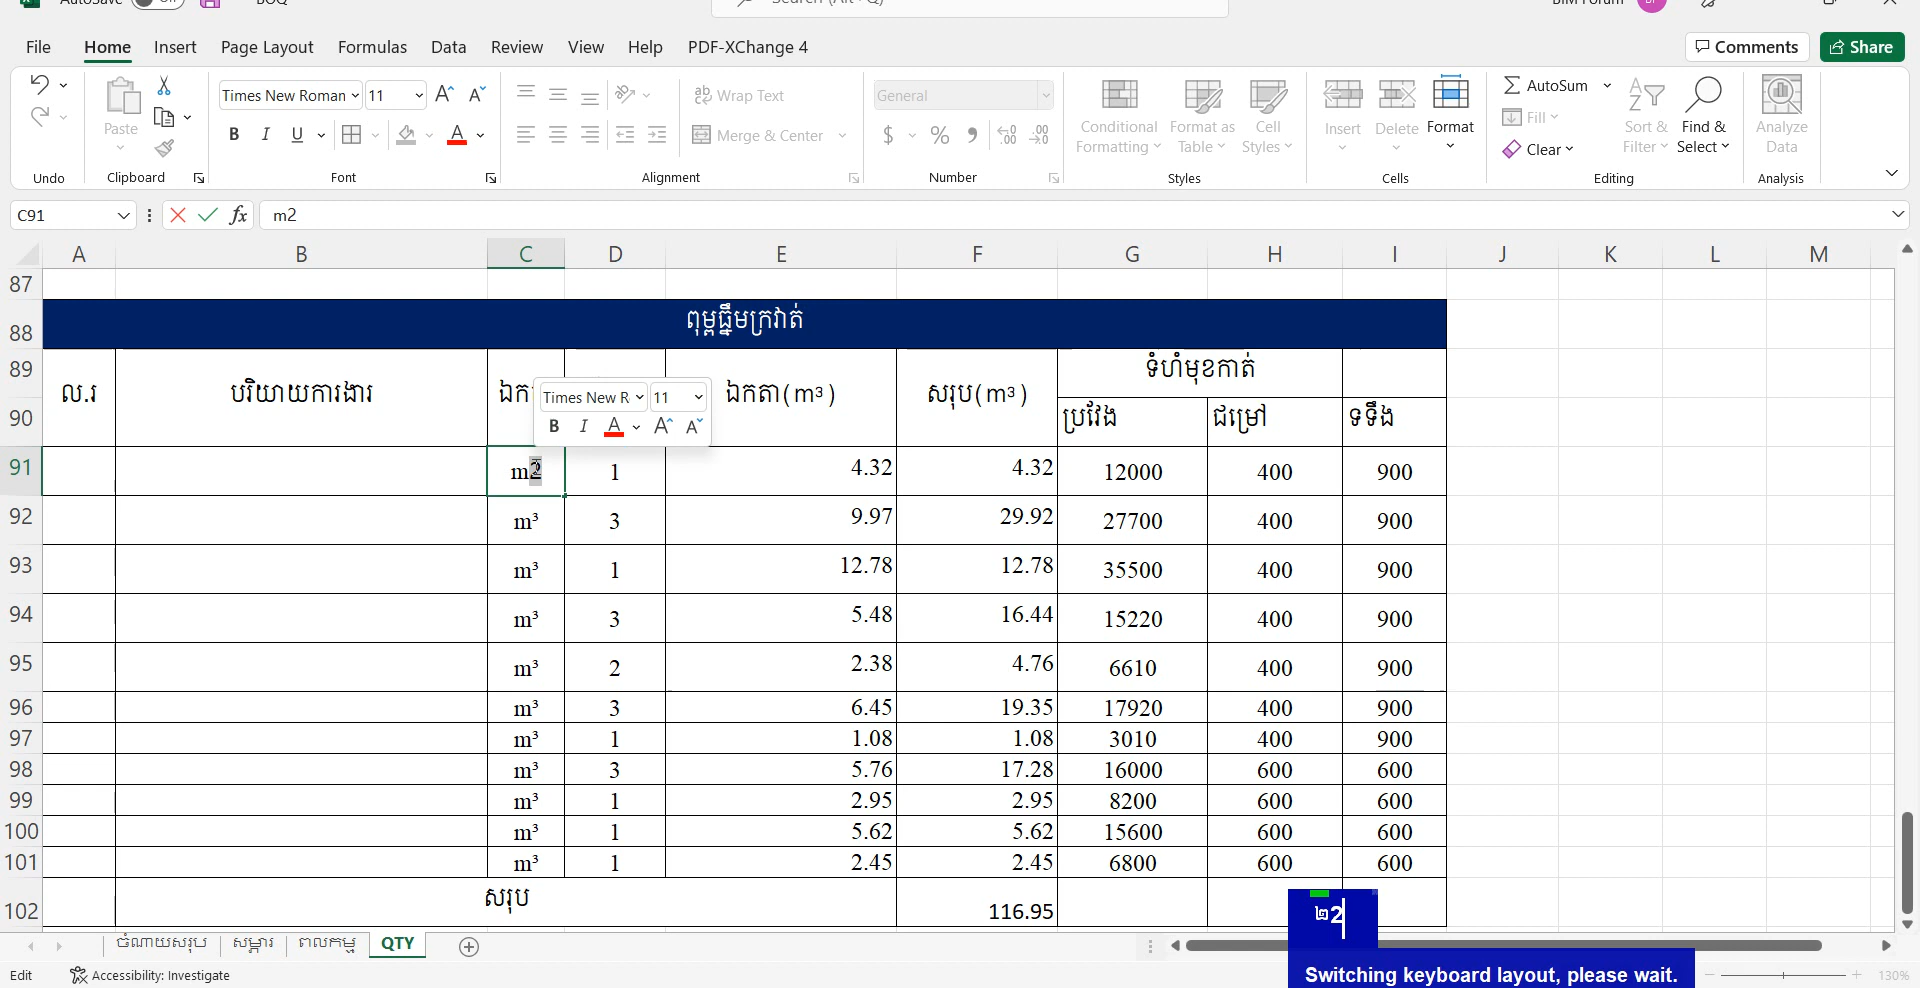 File Home Insert Page Layout Formulas Data Review View Help PDF-XChange 4 Comments Share
Times New Roman 11 Wrap Text General AutoSum
Paste Merge & Center Conditional Formatting Format as Table Cell Styles Insert Delete Format Fill Clear Sort & Filter Find & Select Analyze Data
Undo Clipboard Font Alignment Number Styles Cells Editing Analysis
C91 fx m2
A B C D E F G H I J K L M
87
88 ពុម្ពធ្នឹមក្រវាត់
89 ទំហំមុខកាត់
ល.រ បរិយាយការងារ ឯកតា(m³) សរុប(m³)
90 ប្រវែង ជម្រៅ ទទឹង
Times New R 11
B I A A A
91 m2 1 4.32 4.32 12000 400 900
92 m³ 3 9.97 29.92 27700 400 900
93 m³ 1 12.78 12.78 35500 400 900
94 m³ 3 5.48 16.44 15220 400 900
95 m³ 2 2.38 4.76 6610 400 900
96 m³ 3 6.45 19.35 17920 400 900
97 m³ 1 1.08 1.08 3010 400 900
98 m³ 3 5.76 17.28 16000 600 600
99 m³ 1 2.95 2.95 8200 600 600
100 m³ 1 5.62 5.62 15600 600 600
101 m³ 1 2.45 2.45 6800 600 600
102 សរុប 116.95
២2
ចំណាយសរុប សម្ភារ ពលកម្ម QTY
Edit Accessibility: Investigate Switching keyboard layout, please wait. 130%